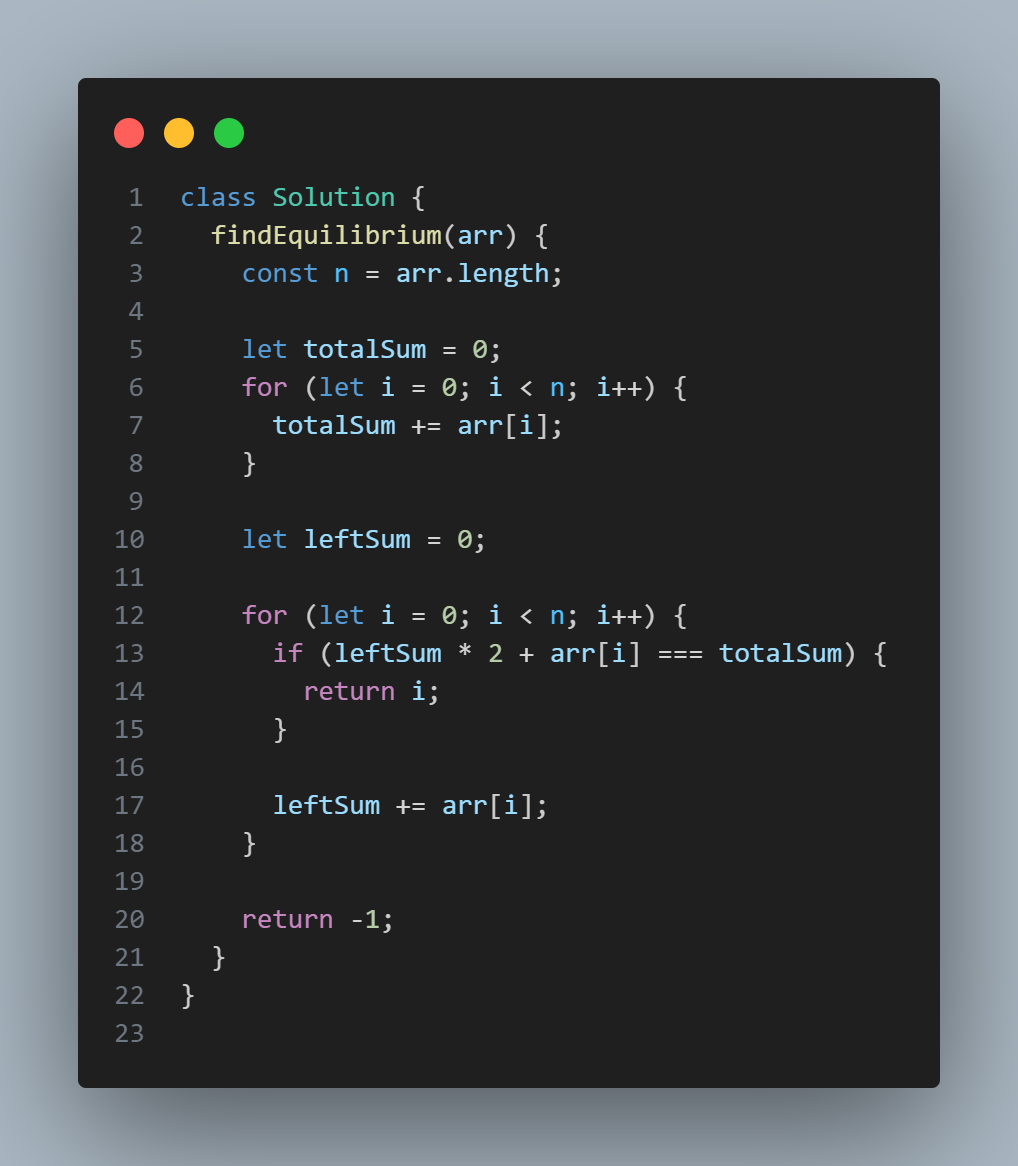 1 class Solution {
2   findEquilibrium(arr) {
3     const n = arr.length;
4
5     let totalSum = 0;
6     for (let i = 0; i < n; i++) {
7       totalSum += arr[i];
8     }
9
10     let leftSum = 0;
11
12     for (let i = 0; i < n; i++) {
13       if (leftSum * 2 + arr[i] === totalSum) {
14         return i;
15       }
16
17       leftSum += arr[i];
18     }
19
20     return -1;
21   }
22 }
23